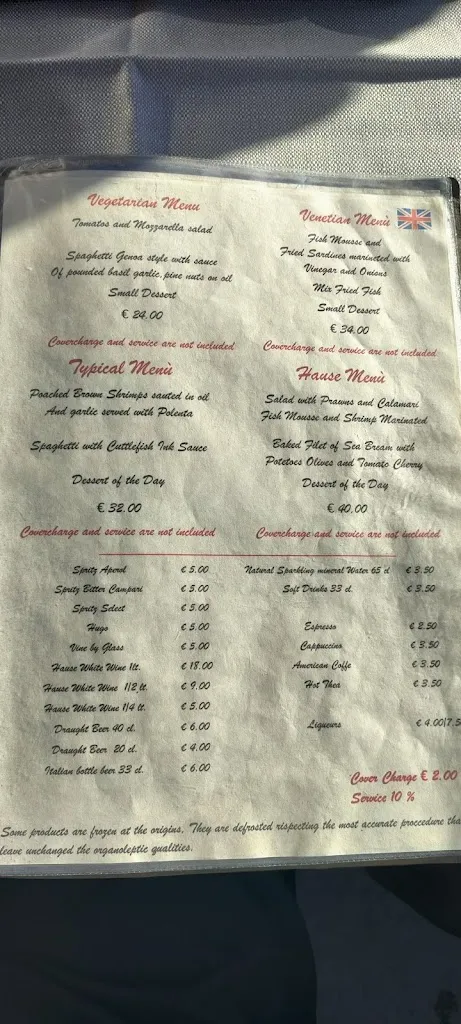 Vegetarian Menu
Tomatos and Mozzarella salad
Spaghetti Genoa style with sauce
Of pounded basil garlic, pine nuts on oil
Small Dessert
€ 24.00
Covercharge and service are not included
Venetian Menù
Fish Mousse and
Fried Sardines marincted with
Vinegar and Onions
Mix Fried Fish
Small Dessert
€ 34.00
Covercharge and service are not included
Typical Menù
Poached Brown Shrimps sauted in oil
And garlic served with Polenta
Spaghetti with Cuttlefish Ink Sauce
Dessert of the Day
€ 32.00
Covercharge and service are not included
Hause Menù
Salad with Prawns and Calamari
Fish Mousse and Shrimp Marinated
Baked Filet of Sea Bream with
Potetoes Olives and Tomato Cherry
Dessert of the Day
€ 40.00
Covercharge and service are not included
Spritz Aperol € 5.00
Spritz Bitter Campari € 5.00
Spritz Select € 5.00
Hugo € 5.00
Vine by Glass € 5.00
Hause White Wine 1lt. € 18.00
Hause White Wine 1/2 lt. € 9.00
Hause White Wine 1/4 lt. € 5.00
Draught Beer 40 cl. € 6.00
Draught Beer 20 cl. € 4.00
Italian bottle beer 33 cl. € 6.00
Natural Sparkling mineral Water 65 cl € 3.50
Soft Drinks 33 cl. € 3.50
Espresso € 2.50
Cappuccino € 3.50
American Coffe € 3.50
Hot Thea € 3.50
Liqueurs € 4.00|7.5
Cover Charge € 2.00
Service 10 %
Some products are frozen at the origins. They are defrosted rispecting the most accurate proccedure tha
leave unchanged the organoleptic qualities.